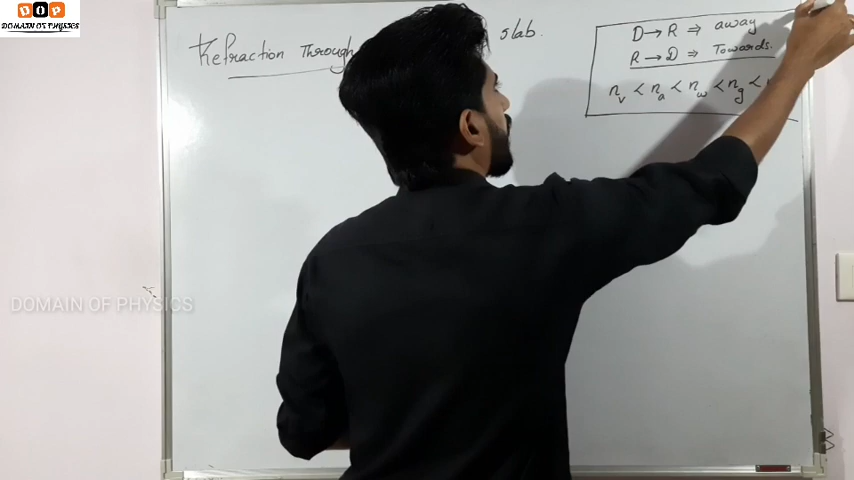 DOP
DOMAIN OF PHYSICS
Refraction Through slab.
D → R ⇒ away
R → D ⇒ Towards.
n_v < n_a < n_w < n_g <
DOMAIN OF PHYSICS